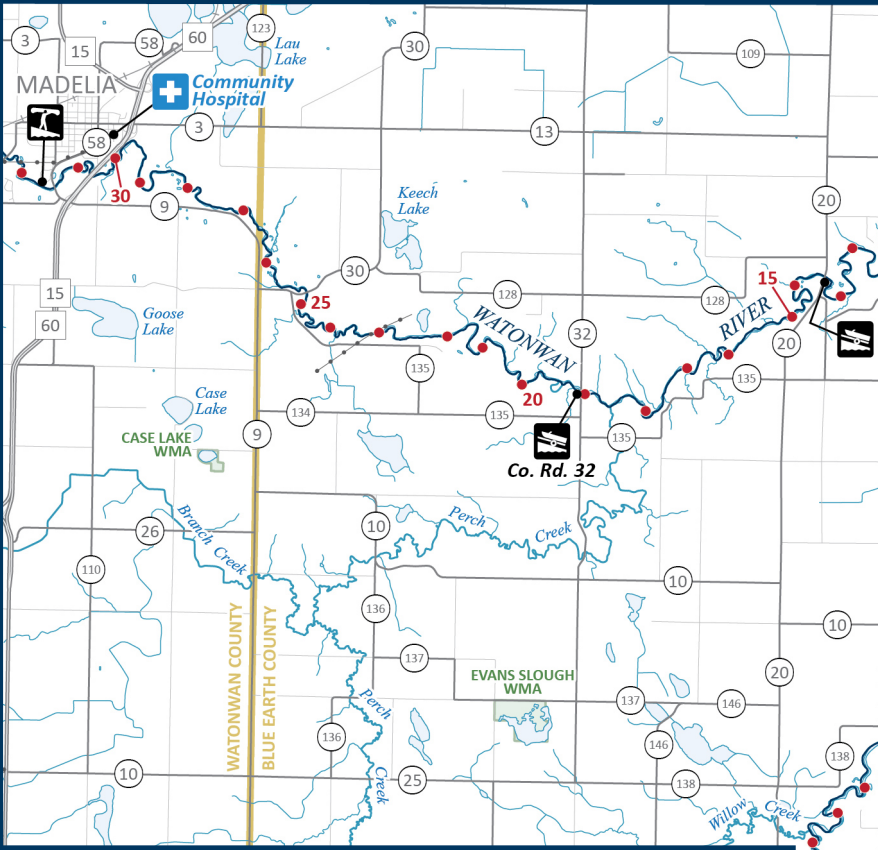 3
15
58
60
123
Lau
Lake
30
109
MADELIA
Community
Hospital
58
3
13
30
9
Keech
Lake
20
15
60
Goose
Lake
25
30
128
128
15
WATONWAN
RIVER
32
20
135
20
135
Case
Lake
134
135
135
CASE LAKE
WMA
9
Co. Rd. 32
Branch Creek
26
10
Perch
Creek
110
10
136
10
WATONWAN COUNTY
BLUE EARTH COUNTY
137
EVANS SLOUGH
WMA
20
Perch
Creek
137
146
136
146
138
10
25
138
Willow
Creek